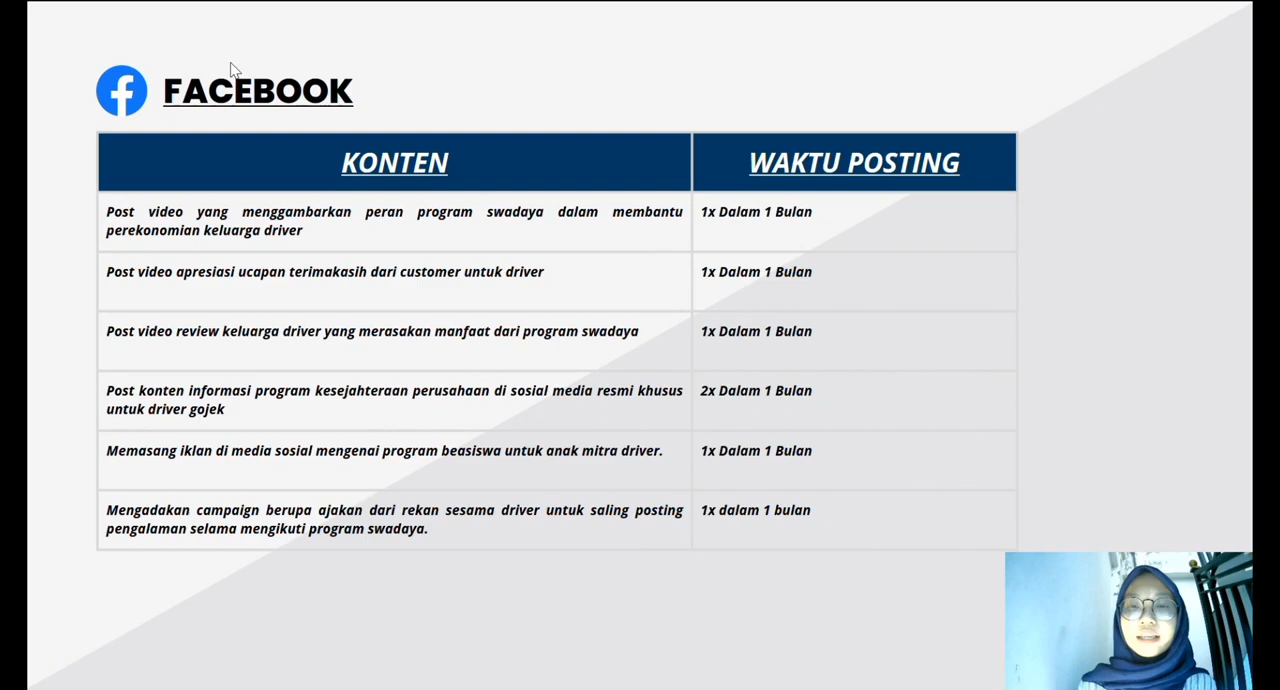 FACEBOOK
KONTEN
WAKTU POSTING
Post video yang menggambarkan peran program swadaya dalam membantu
perekonomian keluarga driver
1x Dalam 1 Bulan
Post video apresiasi ucapan terimakasih dari customer untuk driver
1x Dalam 1 Bulan
Post video review keluarga driver yang merasakan manfaat dari program swadaya
1x Dalam 1 Bulan
Post konten informasi program kesejahteraan perusahaan di sosial media resmi khusus
untuk driver gojek
2x Dalam 1 Bulan
Memasang iklan di media sosial mengenai program beasiswa untuk anak mitra driver.
1x Dalam 1 Bulan
Mengadakan campaign berupa ajakan dari rekan sesama driver untuk saling posting
pengalaman selama mengikuti program swadaya.
1x dalam 1 bulan